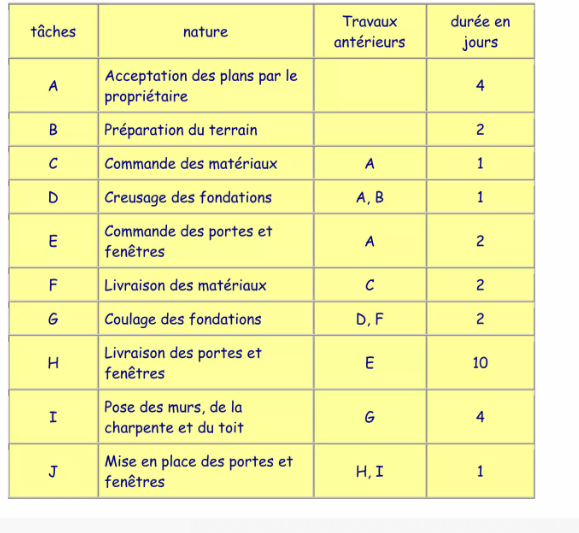 tâches nature Travaux antérieurs durée en jours
A Acceptation des plans par le propriétaire 4
B Préparation du terrain 2
C Commande des matériaux A 1
D Creusage des fondations A, B 1
E Commande des portes et fenêtres A 2
F Livraison des matériaux C 2
G Coulage des fondations D, F 2
H Livraison des portes et fenêtres E 10
I Pose des murs, de la charpente et du toit G 4
J Mise en place des portes et fenêtres H, I 1